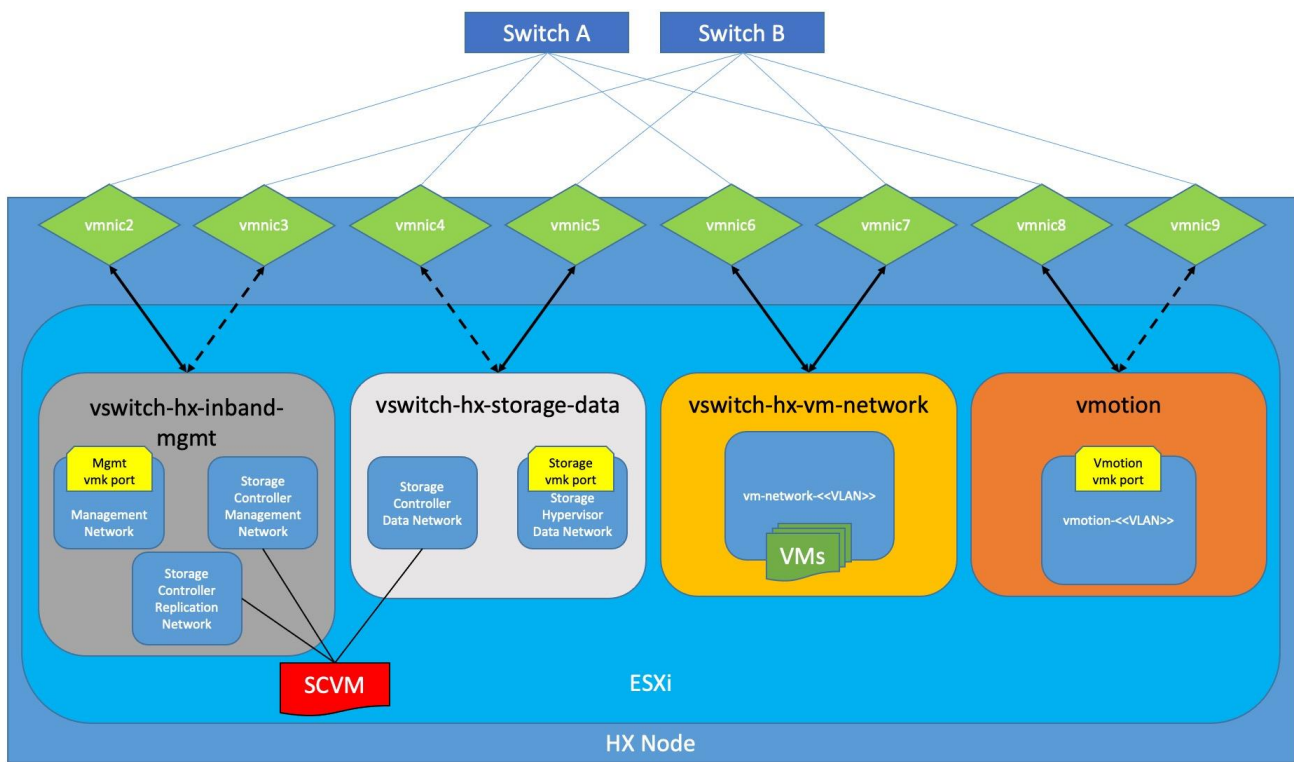 Switch A
Switch B
vmnic2
vmnic3
vmnic4
vmnic5
vmnic6
vmnic7
vmnic8
vmnic9
vswitch-hx-inband-
mgmt
Mgmt
vmk port
Management
Network
Storage
Controller
Management
Network
Storage
Controller
Replication
Network
vswitch-hx-storage-data
Storage
Controller
Data Network
Storage
vmk port
Storage
Hypervisor
Data Network
vswitch-hx-vm-network
vm-network-<<VLAN>>
VMs
vmotion
Vmotion
vmk port
vmotion-<<VLAN>>
SCVM
ESXi
HX Node